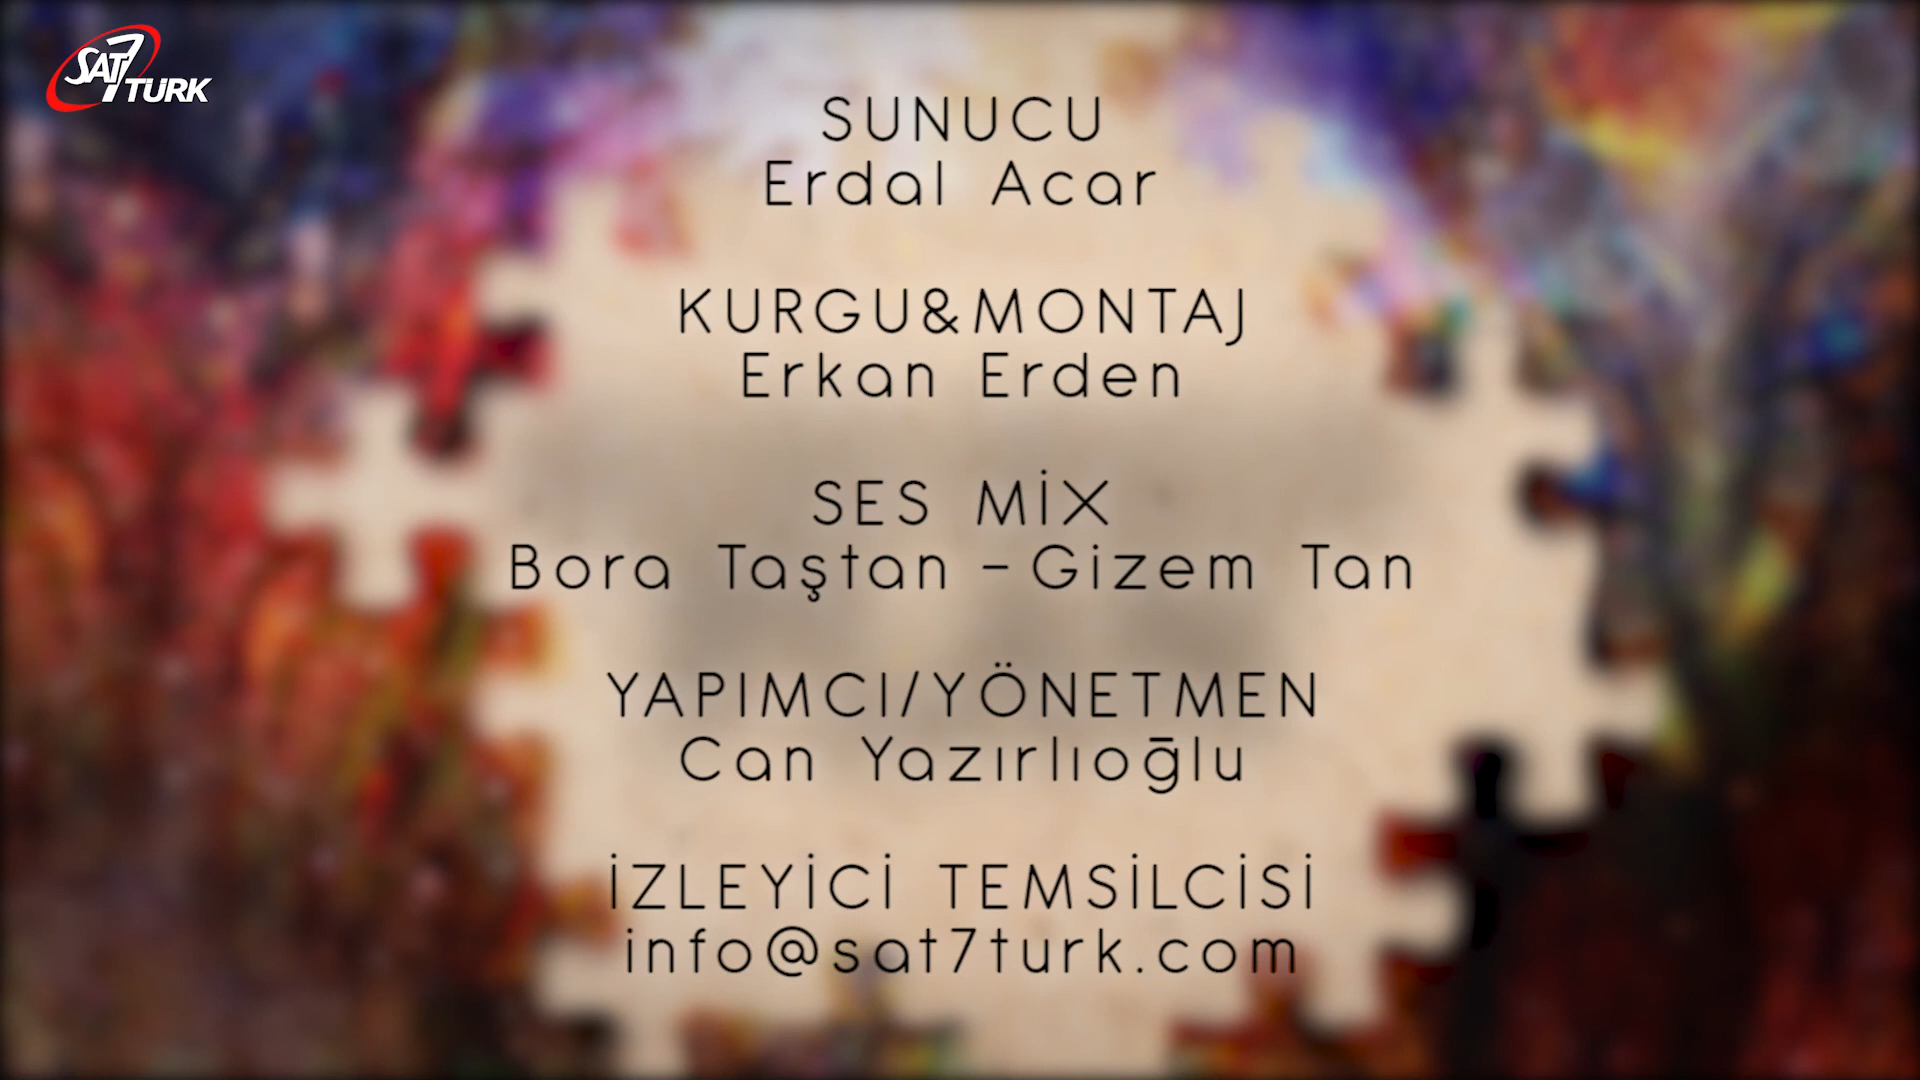 SAT7
TURK
SUNUCU
Erdal Acar
KURGU&MONTAJ
Erkan Erden
SES MİX
Bora Taştan - Gizem Tan
YAPIMCI/YÖNETMEN
Can Yazırlıoğlu
İZLEYİCİ TEMSİLCİSİ
info@sat7turk.com